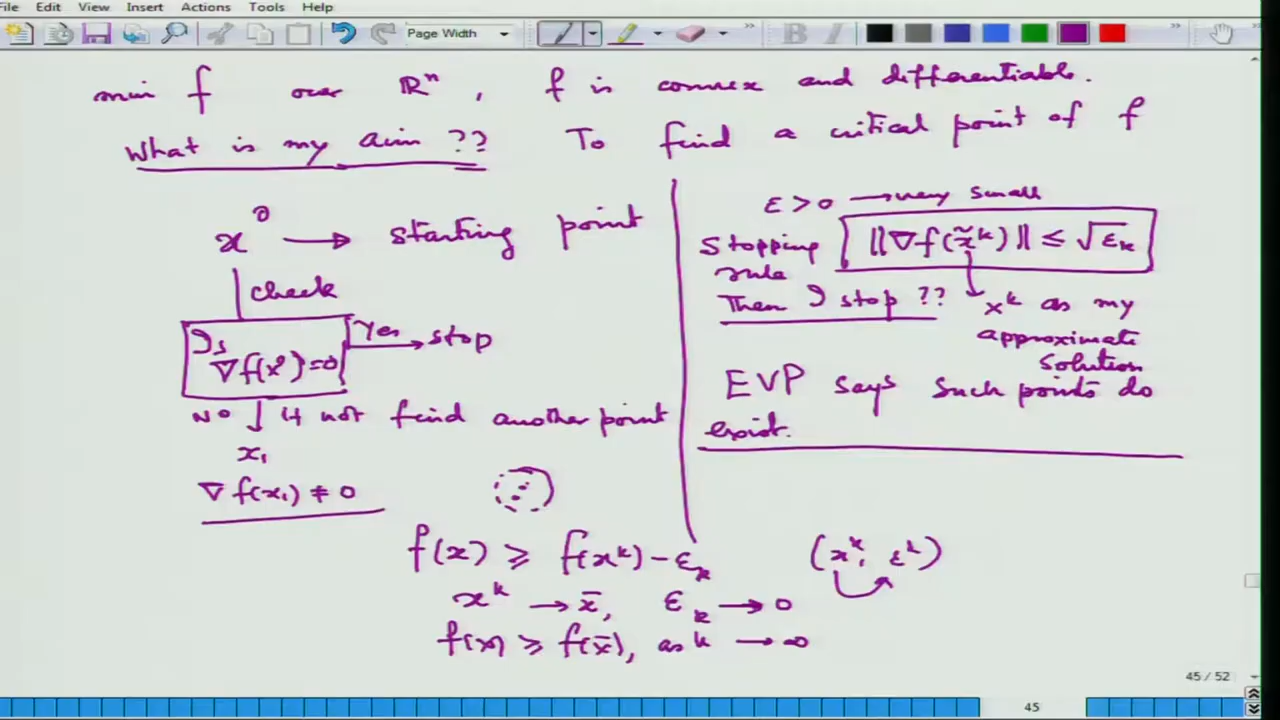 File Edit View Insert Actions Tools Help
Page Width
min f over ℝⁿ, f is convex and differentiable.
What is my aim ?? To find a critical point of f
x⁰ → starting point
check
Is ∇f(x⁰)=0
Yes → stop
No ↓ if not find another point
x₁
∇f(x₁) ≠ 0
ε > 0 → very small
Stopping rule ‖∇f(x̃ᵏ)‖ ≤ √εₖ
Then I stop ??
xᵏ as my
approximate
solution
EVP says such points do
exist.
f(x) ≥ f(xᵏ) − εₖ
(xᵏ, εᵏ)
xᵏ → x̄, εₖ → 0
f(x) ≥ f(x̄), as k → ∞
45 / 52
45